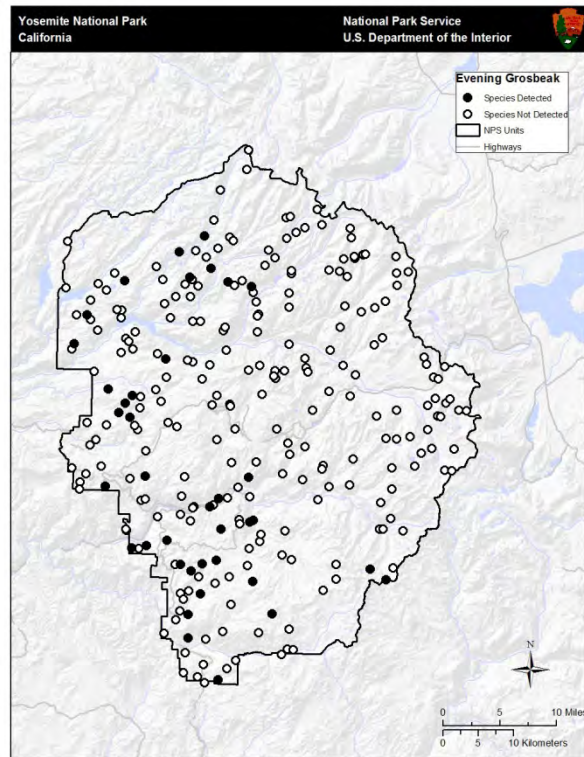 Yosemite National Park
California
National Park Service
U.S. Department of the Interior
Evening Grosbeak
Species Detected
Species Not Detected
NPS Units
Highways
N
0 5 10 Miles
0 5 10 Kilometers